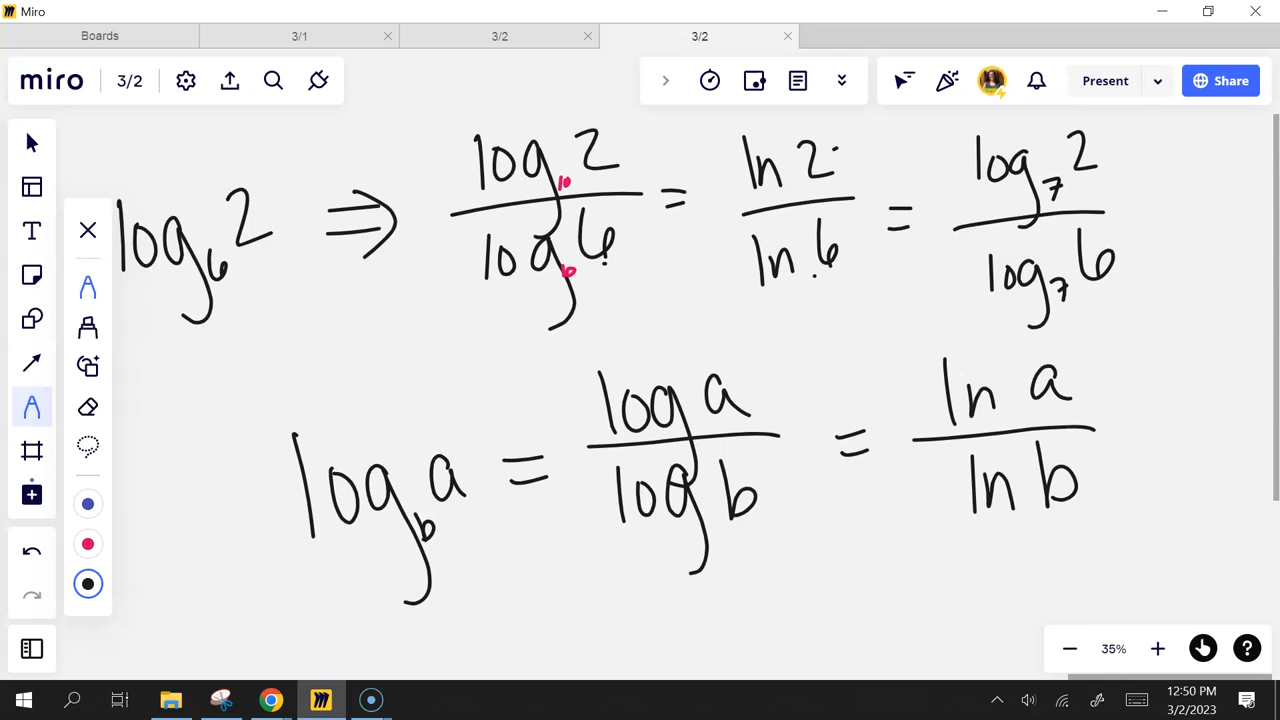 Miro
Boards 3/1 3/2 3/2
miro 3/2 Present Share
log₆2 ⇒ log₁₀2 / log₁₀6 = ln 2 / ln 6 = log₇2 / log₇6
log_b a = log a / log b = ln a / ln b
35% ?
12:50 PM
3/2/2023